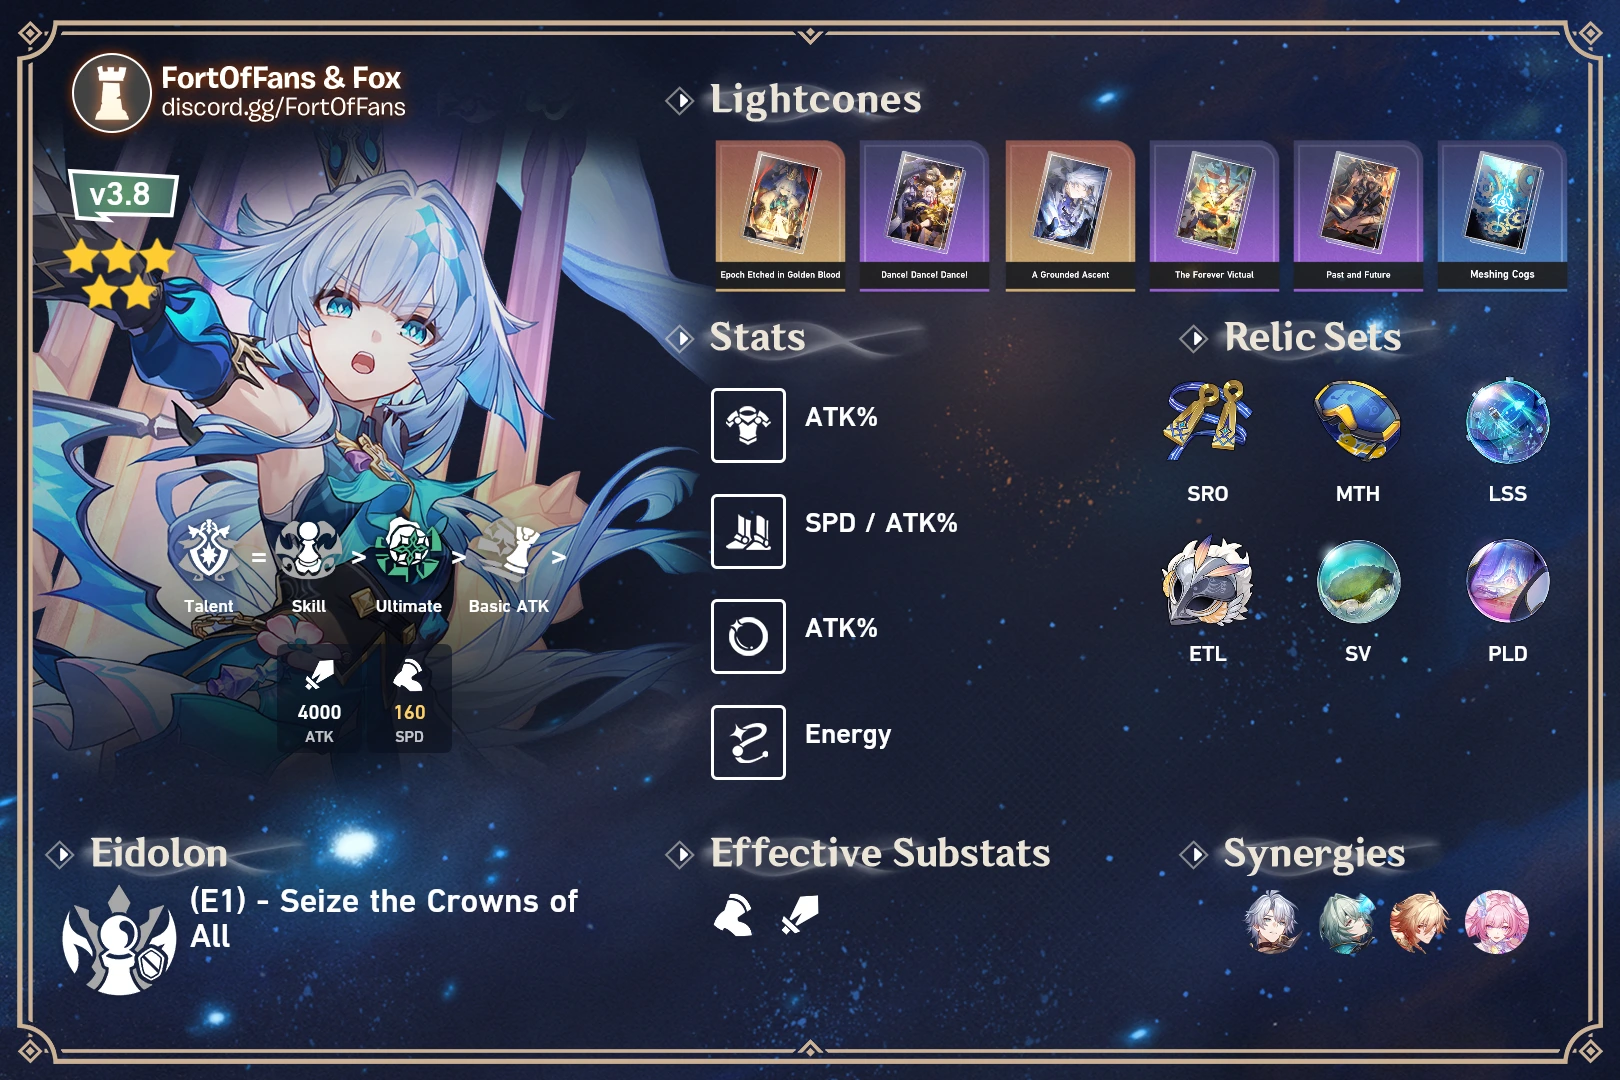 FortOfFans & Fox
discord.gg/FortOfFans
v3.8
Talent = Skill > Ultimate > Basic ATK >
4000
ATK
160
SPD
Eidolon
(E1) - Seize the Crowns of
All
Lightcones
Epoch Etched in Golden Blood
Dance! Dance! Dance!
A Grounded Ascent
The Forever Victual
Past and Future
Meshing Cogs
Stats
ATK%
SPD / ATK%
ATK%
Energy
Relic Sets
SRO
MTH
LSS
ETL
SV
PLD
Effective Substats
Synergies